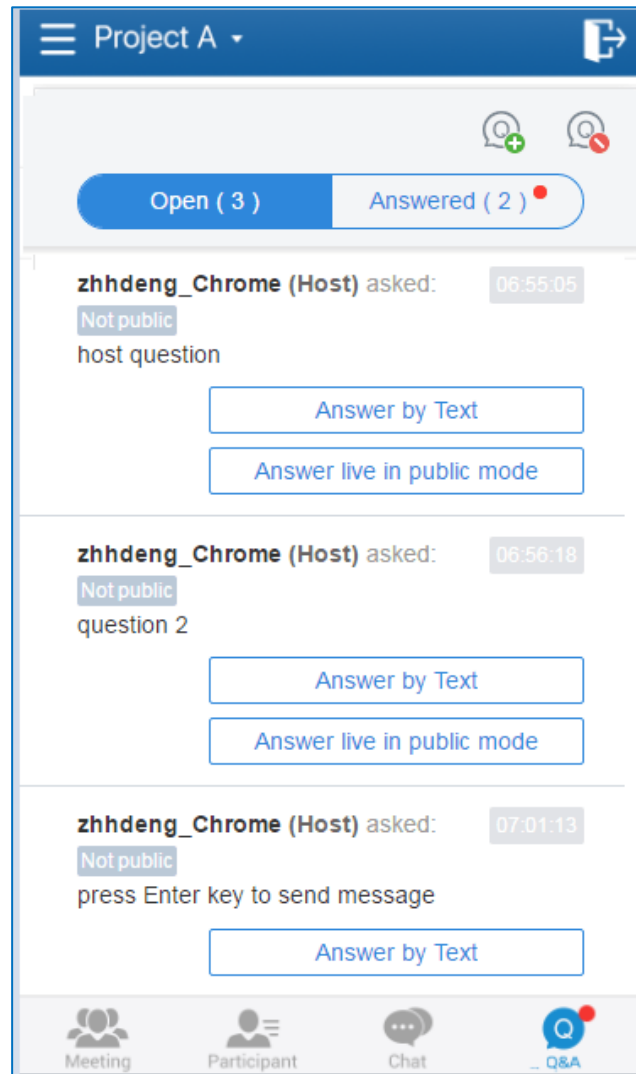 Project A
Open ( 3 )
Answered ( 2 )
zhhdeng_Chrome (Host) asked: 06:55:05
Not public
host question
Answer by Text
Answer live in public mode
zhhdeng_Chrome (Host) asked: 06:56:18
Not public
question 2
Answer by Text
Answer live in public mode
zhhdeng_Chrome (Host) asked: 07:01:13
Not public
press Enter key to send message
Answer by Text
Meeting Participant Chat ... Q&A